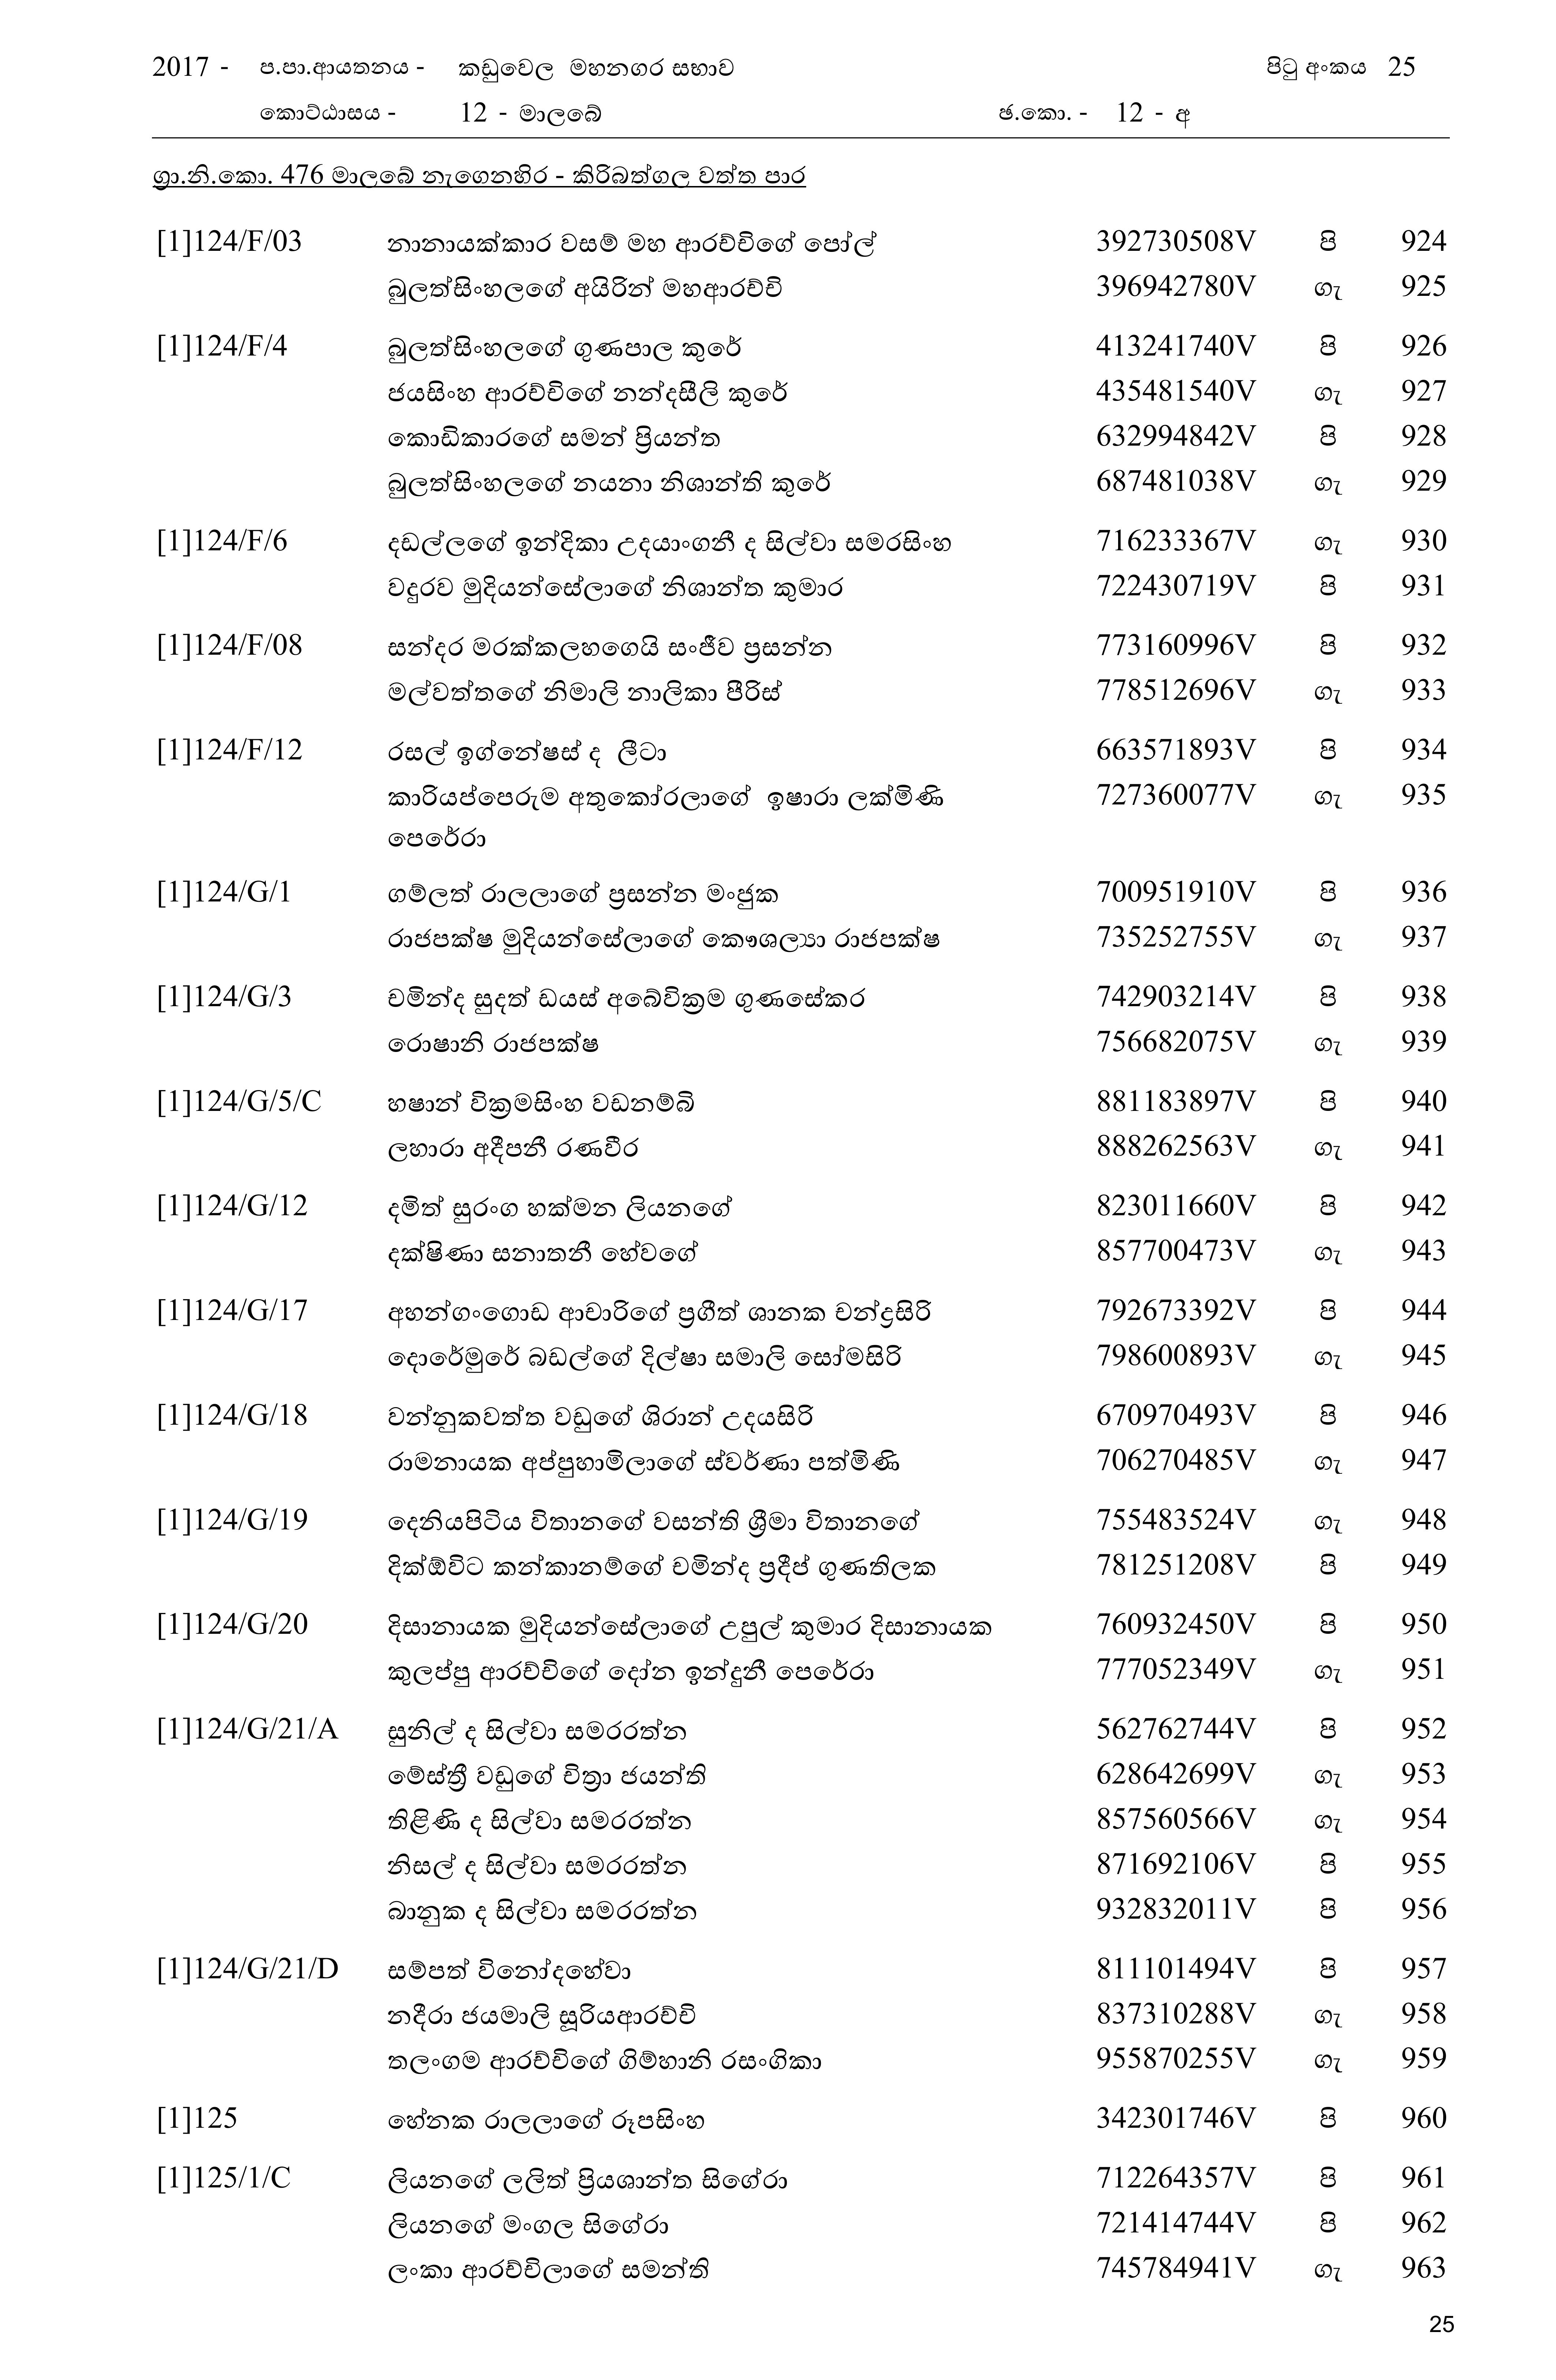 2017 - ප.පා.ආයතනය - කඩුවෙල මහනගර සභාව පිටු අංකය 25
කොට්ඨාසය - 12 - මාලබේ ඡ.කො. - 12 - අ
ග්‍රා.නි.කො. 476 මාලබේ නැගෙනහිර - කිරිබත්ගල වත්ත පාර
[1]124/F/03 නානායක්කාර වසම් මහ ආරච්චිගේ පෝල් 392730508V පි 924
බුලත්සිංහලගේ අයිරින් මහආරච්චි 396942780V ගැ 925
[1]124/F/4 බුලත්සිංහලගේ ගුණපාල කුරේ 413241740V පි 926
ජයසිංහ ආරච්චිගේ නන්දසීලි කුරේ 435481540V ගැ 927
කොඩිකාරගේ සමන් ප්‍රියන්ත 632994842V පි 928
බුලත්සිංහලගේ නයනා නිශාන්ති කුරේ 687481038V ගැ 929
[1]124/F/6 දඩල්ලගේ ඉන්දිකා උදයාංගනී ද සිල්වා සමරසිංහ 716233367V ගැ 930
වදුරව මුදියන්සේලාගේ නිශාන්ත කුමාර 722430719V පි 931
[1]124/F/08 සන්දර මරක්කලහගෙයි සංජීව ප්‍රසන්න 773160996V පි 932
මල්වත්තගේ නිමාලි නාලිකා පීරිස් 778512696V ගැ 933
[1]124/F/12 රසල් ඉග්නේෂස් ද ලීටා 663571893V පි 934
කාරියප්පෙරුම අතුකෝරලාගේ ඉෂාරා ලක්මිණි 727360077V ගැ 935
පෙරේරා
[1]124/G/1 ගම්ලත් රාලලාගේ ප්‍රසන්න මංජුක 700951910V පි 936
රාජපක්ෂ මුදියන්සේලාගේ කෞශල්‍යා රාජපක්ෂ 735252755V ගැ 937
[1]124/G/3 චමින්ද සුදත් ඩයස් අබේවික්‍රම ගුණසේකර 742903214V පි 938
රොෂානි රාජපක්ෂ 756682075V ගැ 939
[1]124/G/5/C හෂාන් වික්‍රමසිංහ වඩනම්බි 881183897V පි 940
ලහාරා අදීපනී රණවීර 888262563V ගැ 941
[1]124/G/12 දමිත් සුරංග හක්මන ලියනගේ 823011660V පි 942
දක්ෂිණා සනාතනී හේවගේ 857700473V ගැ 943
[1]124/G/17 අහන්ගංගොඩ ආචාරිගේ ප්‍රගීත් ශානක චන්ද්‍රසිරි 792673392V පි 944
දොරේමුරේ බඩල්ගේ දිල්ෂා සමාලි සෝමසිරි 798600893V ගැ 945
[1]124/G/18 වන්නුකවත්ත වඩුගේ ශිරාන් උදයසිරි 670970493V පි 946
රාමනායක අප්පුහාමිලාගේ ස්වර්ණා පත්මිණි 706270485V ගැ 947
[1]124/G/19 දෙනියපිටිය විතානගේ වසන්ති ශ්‍රීමා විතානගේ 755483524V ගැ 948
දික්ඕවිට කන්කානම්ගේ චමින්ද ප්‍රදීප් ගුණතිලක 781251208V පි 949
[1]124/G/20 දිසානායක මුදියන්සේලාගේ උපුල් කුමාර දිසානායක 760932450V පි 950
කුලප්පු ආරච්චිගේ දෝන ඉන්දුනී පෙරේරා 777052349V ගැ 951
[1]124/G/21/A සුනිල් ද සිල්වා සමරරත්න 562762744V පි 952
මේස්ත්‍රී වඩුගේ චිත්‍රා ජයන්ති 628642699V ගැ 953
තිළිණි ද සිල්වා සමරරත්න 857560566V ගැ 954
නිසල් ද සිල්වා සමරරත්න 871692106V පි 955
බානුක ද සිල්වා සමරරත්න 932832011V පි 956
[1]124/G/21/D සම්පත් විනෝදහේවා 811101494V පි 957
නදීරා ජයමාලි සූරියආරච්චි 837310288V ගැ 958
තලංගම ආරච්චිගේ ගිම්හානි රසංගිකා 955870255V ගැ 959
[1]125 හේනක රාලලාගේ රූපසිංහ 342301746V පි 960
[1]125/1/C ලියනගේ ලලිත් ප්‍රියශාන්ත සිගේරා 712264357V පි 961
ලියනගේ මංගල සිගේරා 721414744V පි 962
ලංකා ආරච්චිලාගේ සමන්ති 745784941V ගැ 963
25